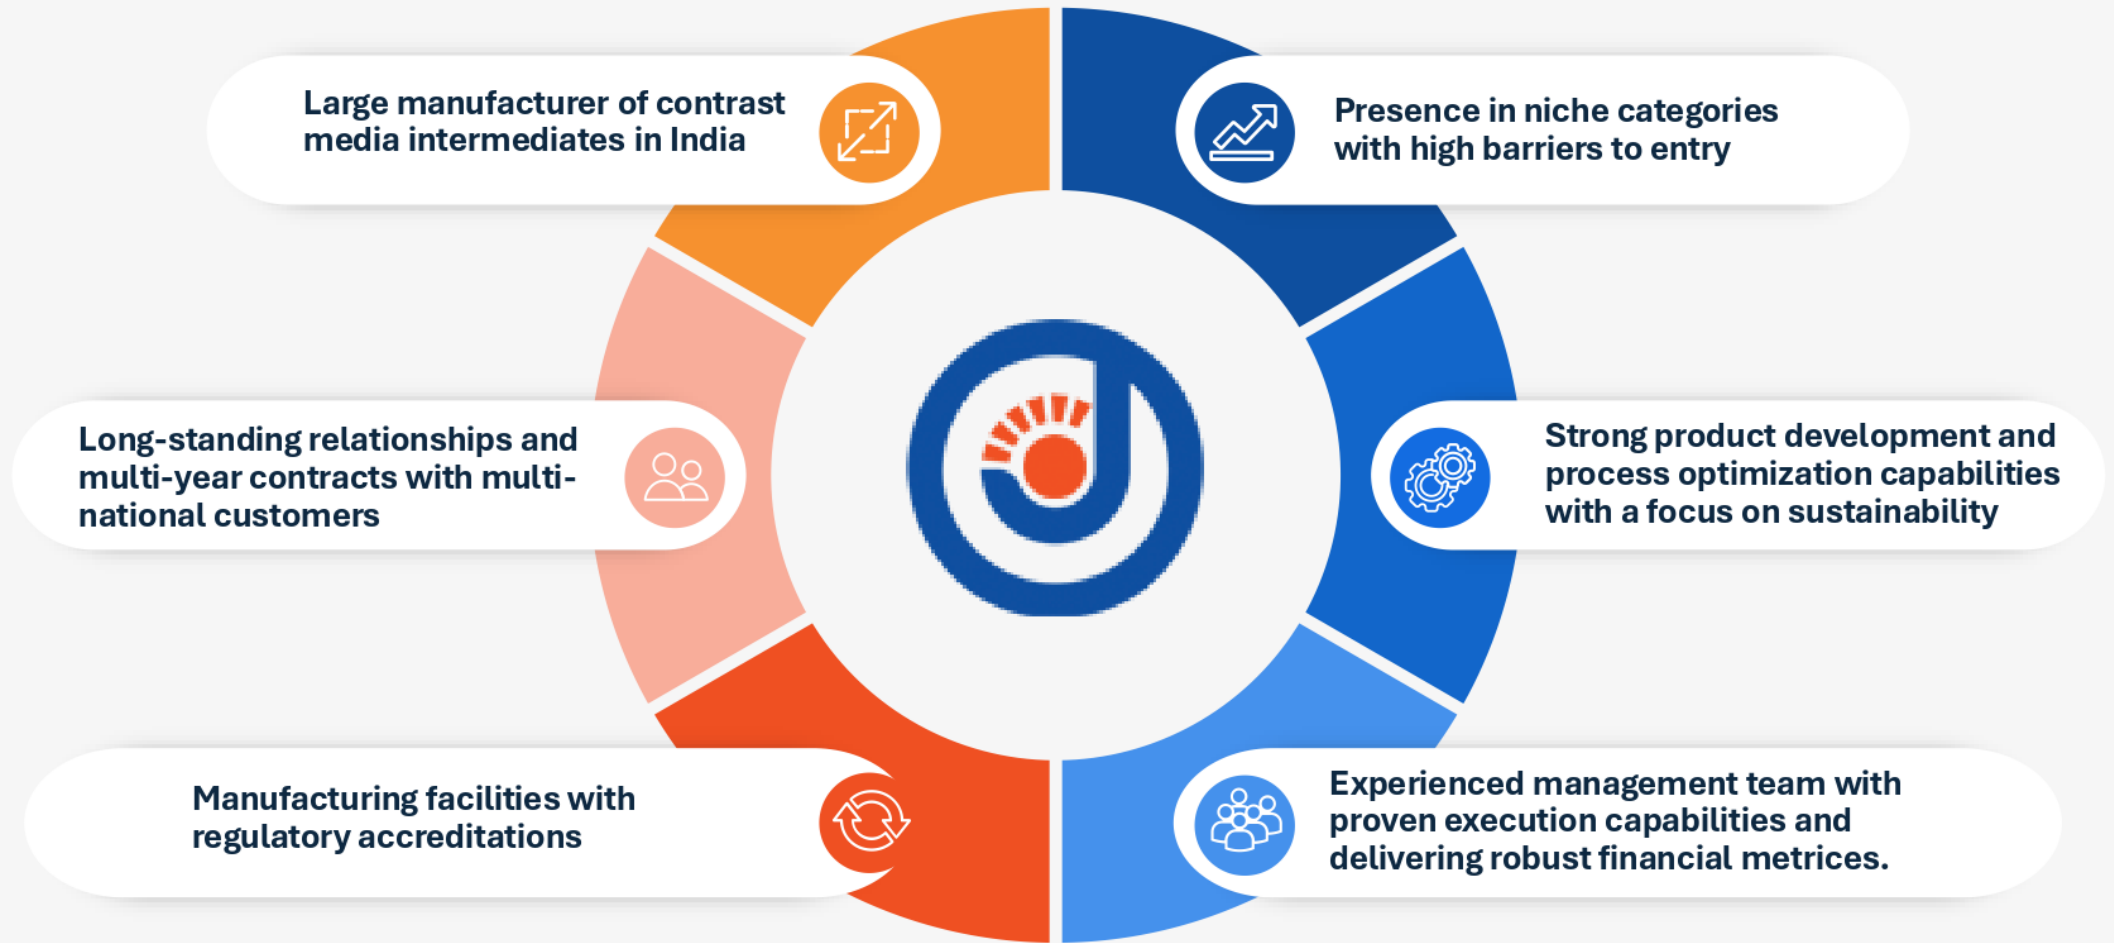 Large manufacturer of contrast
media intermediates in India
Presence in niche categories
with high barriers to entry
Long-standing relationships and
multi-year contracts with multi-
national customers
Strong product development and
process optimization capabilities
with a focus on sustainability
Manufacturing facilities with
regulatory accreditations
Experienced management team with
proven execution capabilities and
delivering robust financial metrices.